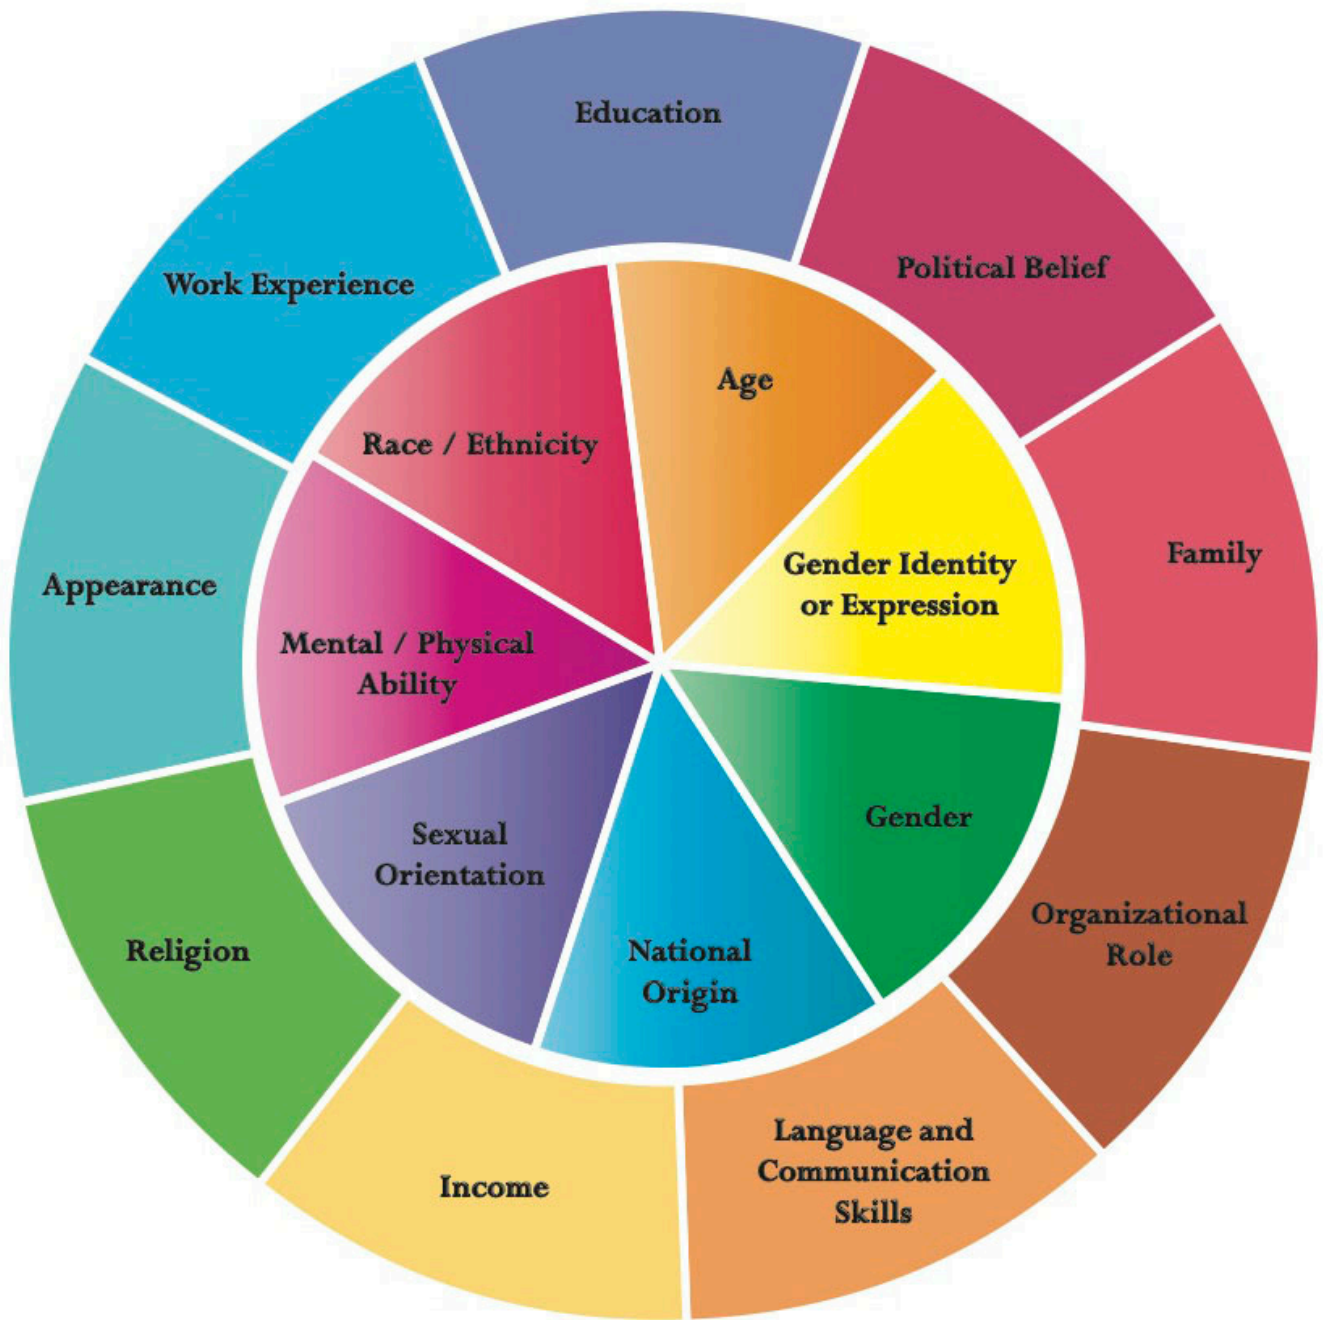 Education
Political Belief
Family
Organizational
Role
Language and
Communication
Skills
Income
Religion
Appearance
Work Experience
Age
Gender Identity
or Expression
Gender
National
Origin
Sexual
Orientation
Mental / Physical
Ability
Race / Ethnicity